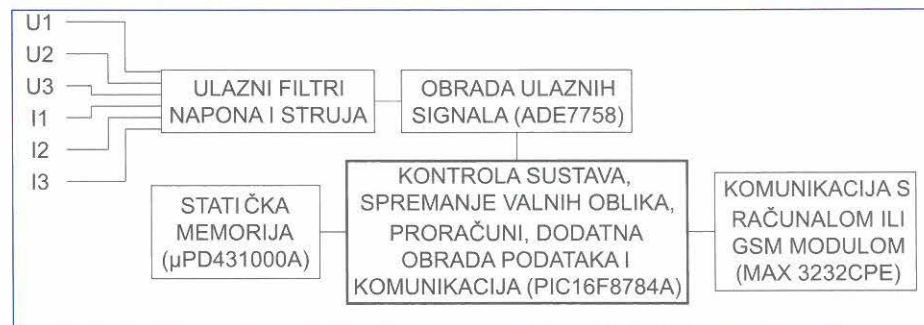 U1
U2
U3
I1
I2
I3
ULAZNI FILTRI
NAPONA I STRUJA
OBRADA ULAZNIH
SIGNALA (ADE7758)
STATIČKA
MEMORIJA
(µPD431000A)
KONTROLA SUSTAVA,
SPREMANJE VALNIH OBLIKA,
PRORAČUNI, DODATNA
OBRADA PODATAKA I
KOMUNIKACIJA (PIC16F8784A)
KOMUNIKACIJA S
RAČUNALOM ILI
GSM MODULOM
(MAX 3232CPE)